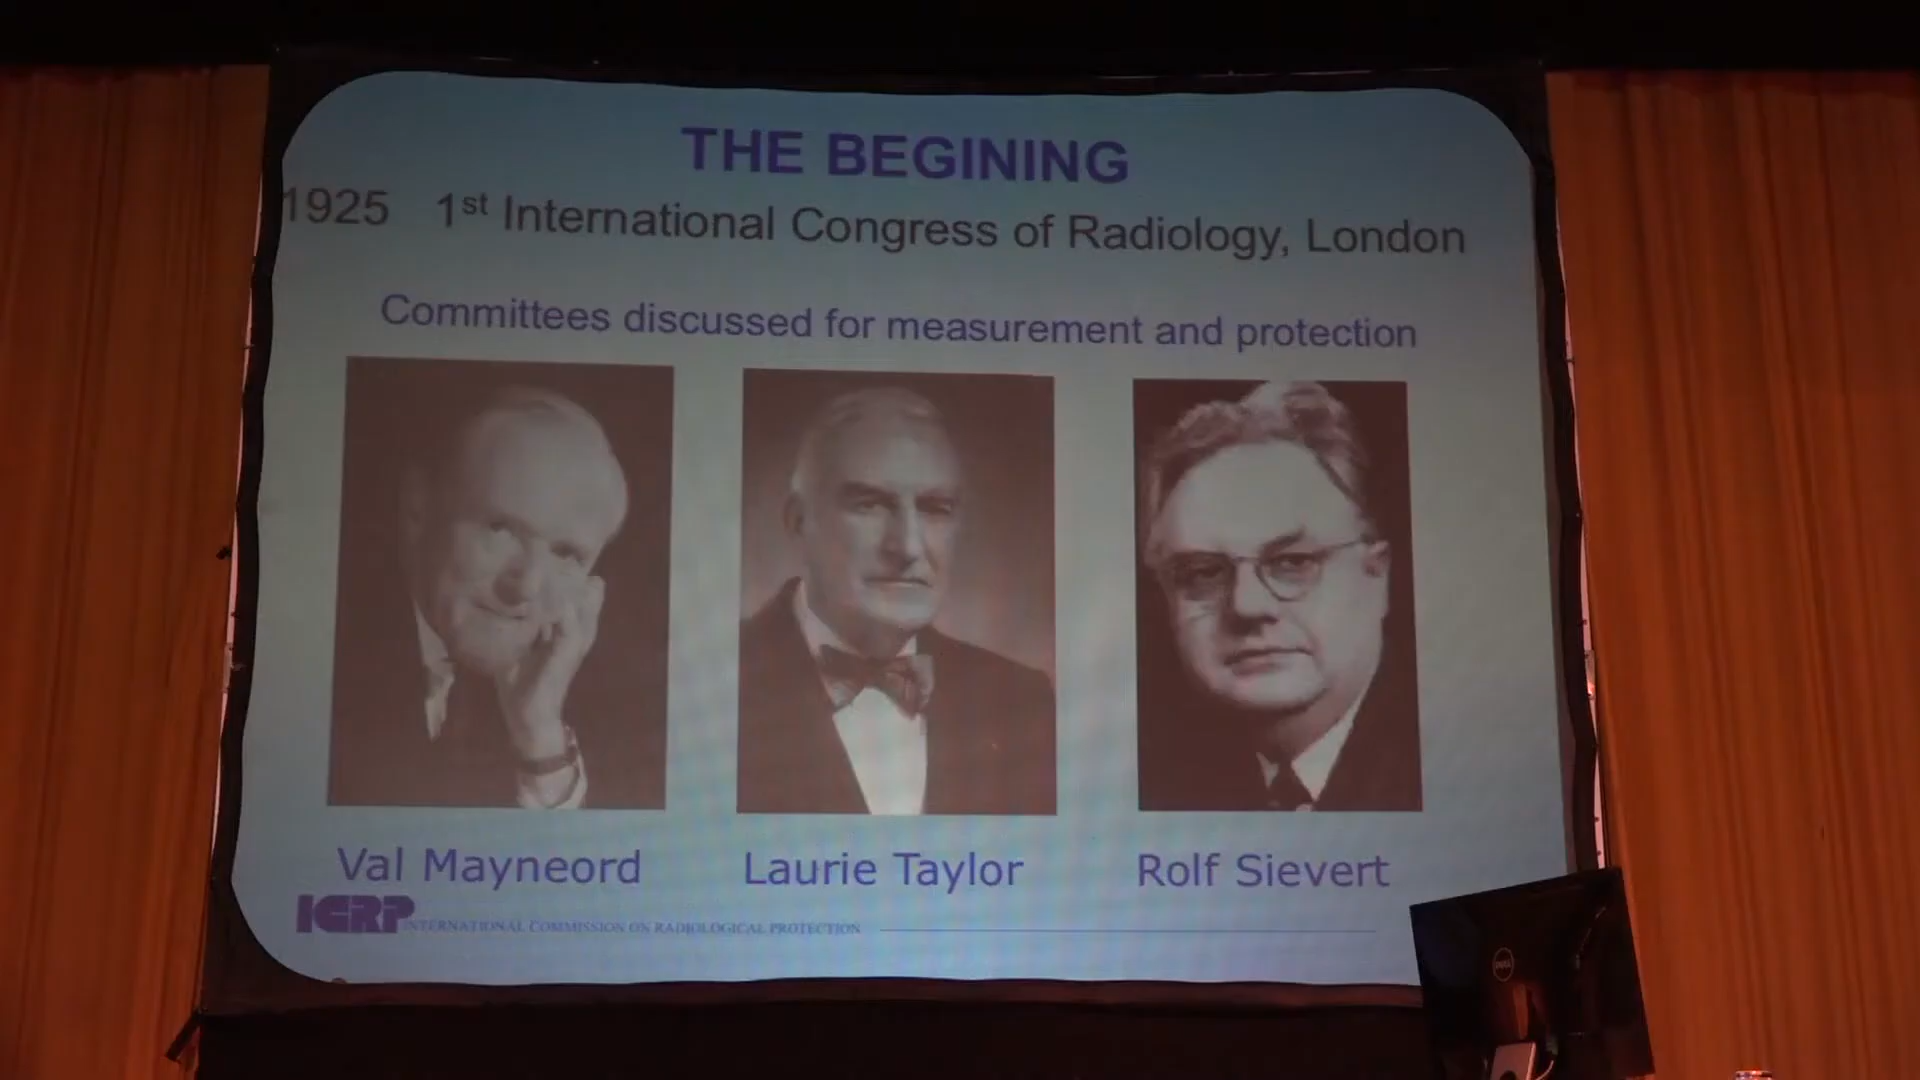 THE BEGINING
1925 1st International Congress of Radiology, London
Committees discussed for measurement and protection
Val Mayneord Laurie Taylor Rolf Sievert
ICRP INTERNATIONAL COMMISSION ON RADIOLOGICAL PROTECTION
DELL